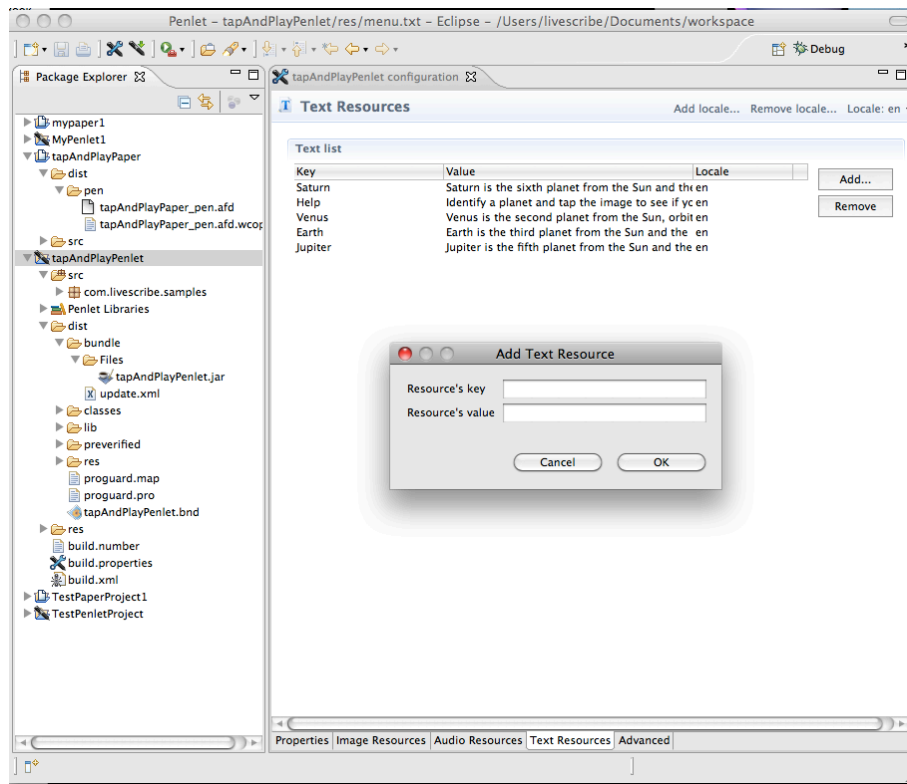 Penlet – tapAndPlayPenlet/res/menu.txt – Eclipse – /Users/livescribe/Documents/workspace
Debug
Package Explorer
tapAndPlayPenlet configuration
Text Resources
Add locale... Remove locale... Locale: en
mypaper1
MyPenlet1
tapAndPlayPaper
dist
pen
tapAndPlayPaper_pen.afd
tapAndPlayPaper_pen.afd.wcop
src
tapAndPlayPenlet
src
com.livescribe.samples
Penlet Libraries
dist
bundle
Files
tapAndPlayPenlet.jar
update.xml
classes
lib
preverified
res
proguard.map
proguard.pro
tapAndPlayPenlet.bnd
res
build.number
build.properties
build.xml
TestPaperProject1
TestPenletProject
Text list
Key Value Locale
Saturn Saturn is the sixth planet from the Sun and the en
Help Identify a planet and tap the image to see if yc en
Venus Venus is the second planet from the Sun, orbit en
Earth Earth is the third planet from the Sun and the en
Jupiter Jupiter is the fifth planet from the Sun and the en
Add...
Remove
Add Text Resource
Resource's key
Resource's value
Cancel OK
Properties Image Resources Audio Resources Text Resources Advanced